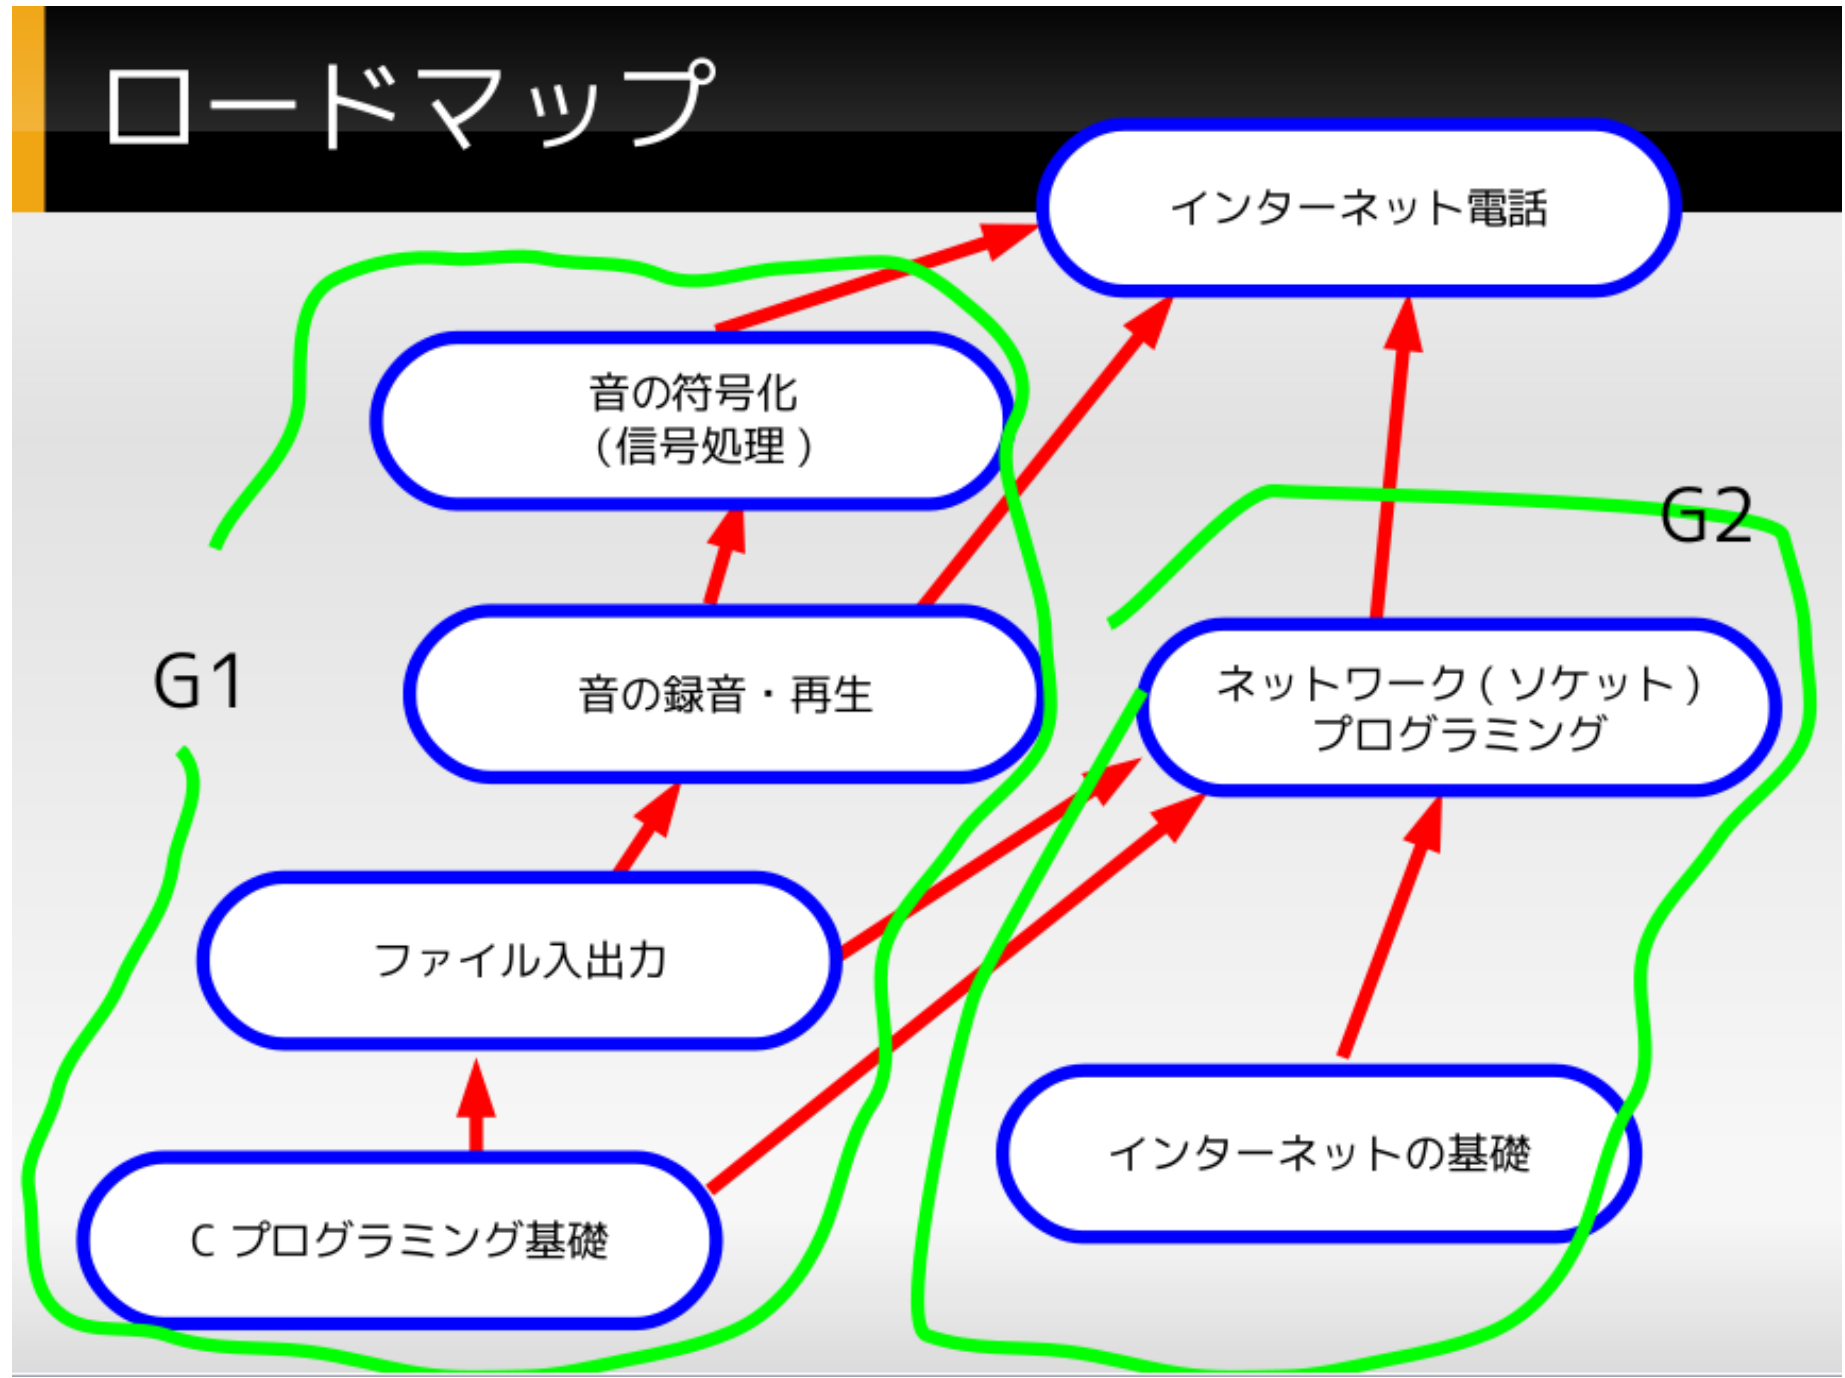 ロードマップ
インターネット電話
音の符号化
(信号処理)
G2
G1
音の録音・再生
ネットワーク(ソケット)
プログラミング
ファイル入出力
インターネットの基礎
C プログラミング基礎